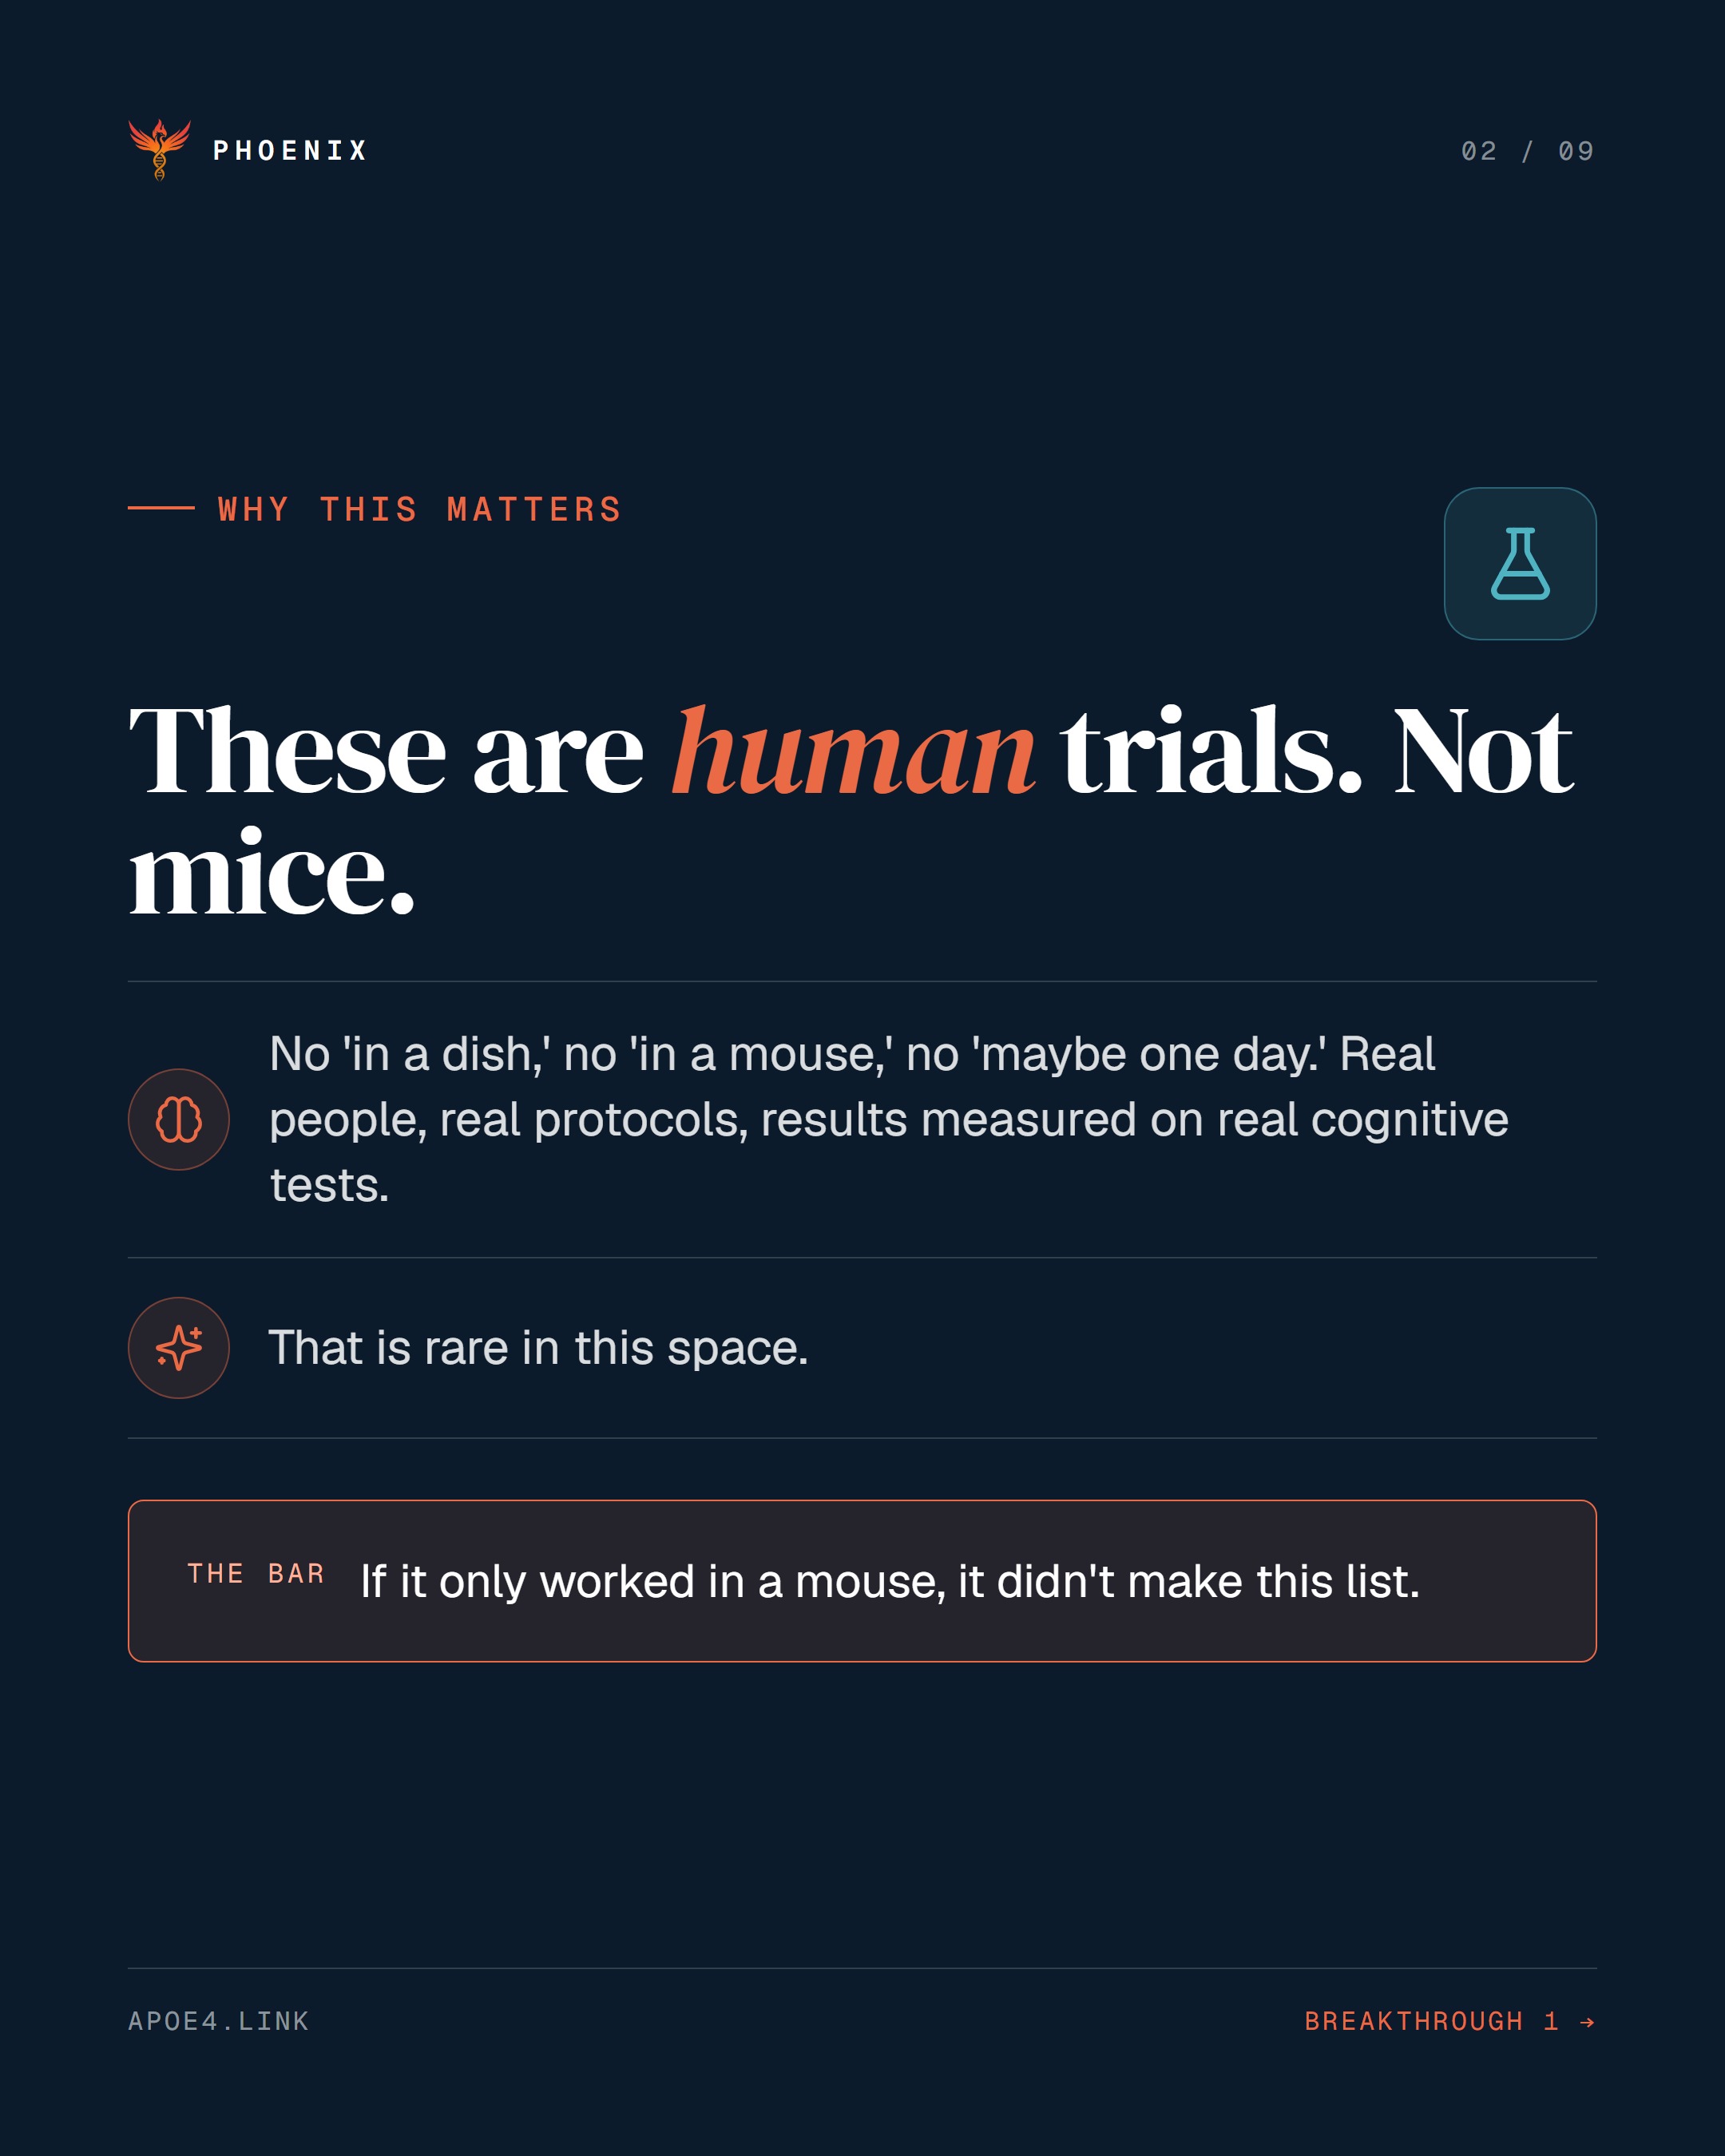 PHOENIX
02 / 09
WHY THIS MATTERS
These are human trials. Not
mice.
No 'in a dish,' no 'in a mouse,' no 'maybe one day.' Real
people, real protocols, results measured on real cognitive
tests.
That is rare in this space.
THE BAR If it only worked in a mouse, it didn't make this list.
APOE4.LINK
BREAKTHROUGH 1 →